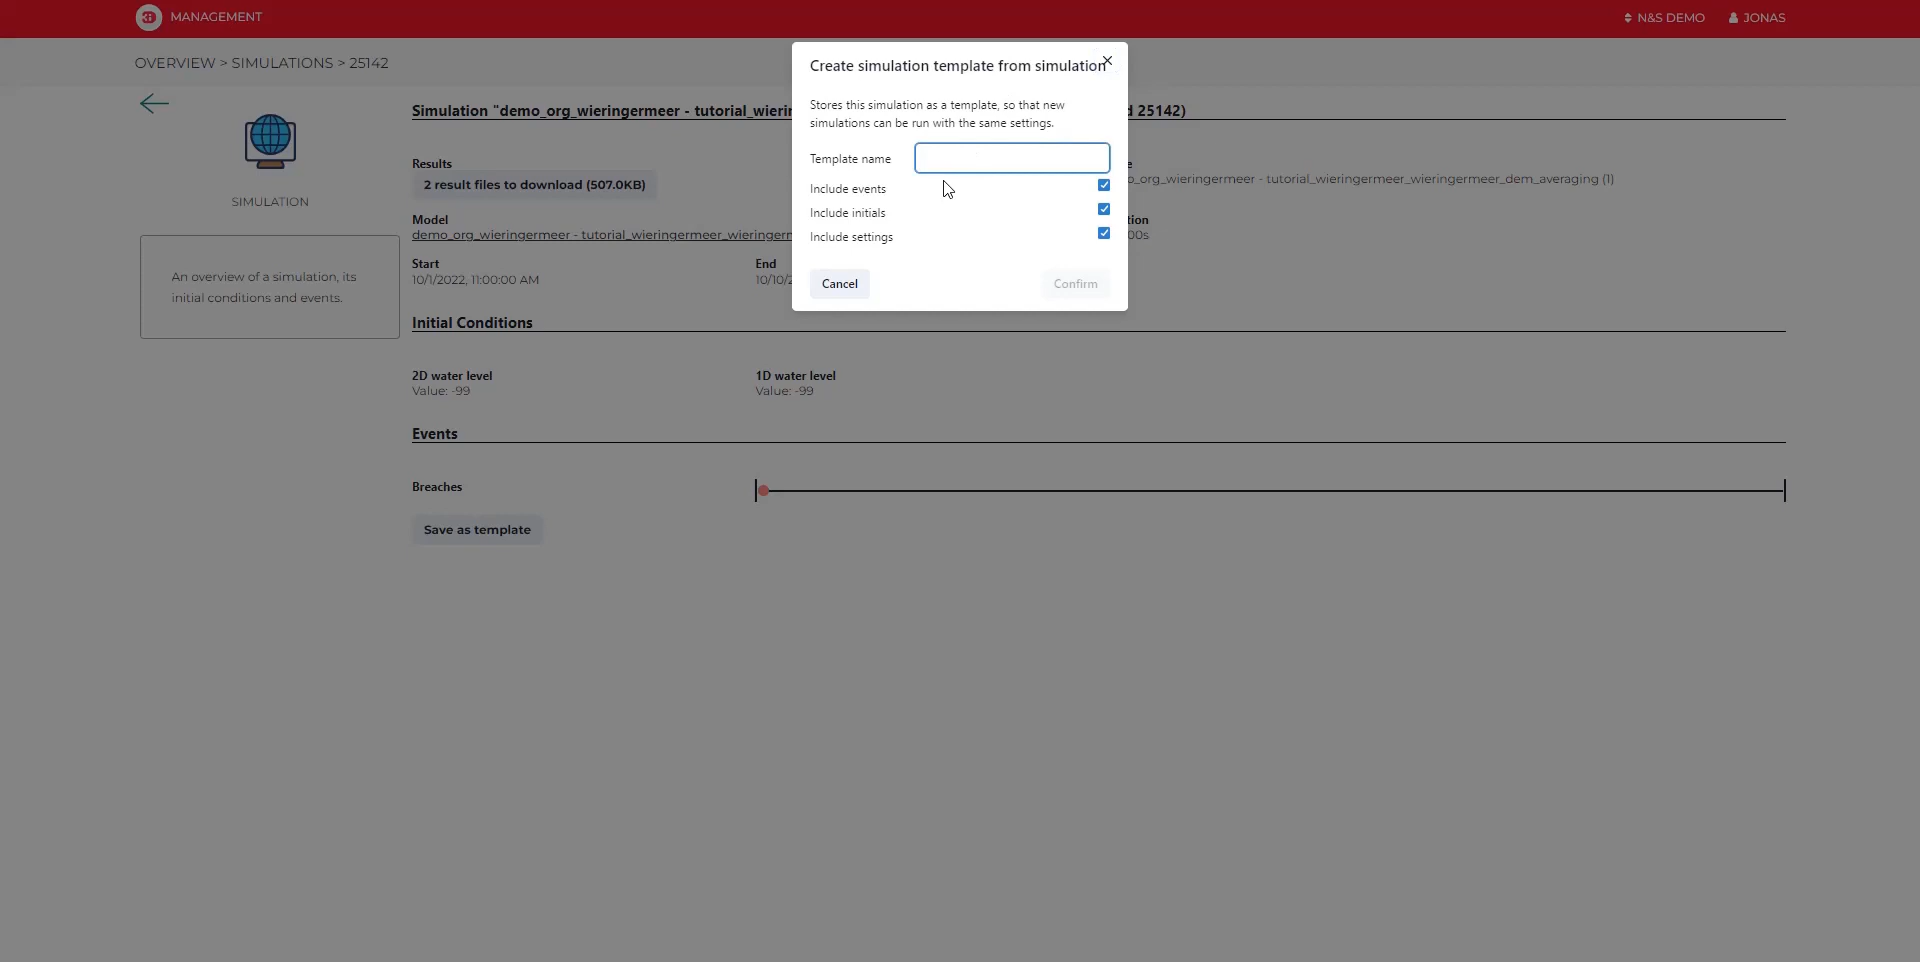 MANAGEMENT
N&S DEMO
JONAS
OVERVIEW > SIMULATIONS > 25142
Create simulation template from simulation
Stores this simulation as a template, so that new
simulations can be run with the same settings.
Template name
Include events
Include initials
Include settings
Cancel
Confirm
SIMULATION
An overview of a simulation, its
initial conditions and events.
Simulation "demo_org_wieringermeer - tutorial_wierin
25142)
Results
2 result files to download (507.0KB)
_org_wieringermeer - tutorial_wieringermeer_wieringermeer_dem_averaging (1)
Model
demo_org_wieringermeer - tutorial_wieringermeer_wieringerm
tion
00s
Start
10/1/2022, 11:00:00 AM
End
10/10/2
Initial Conditions
2D water level
Value: -99
1D water level
Value: -99
Events
Breaches
Save as template